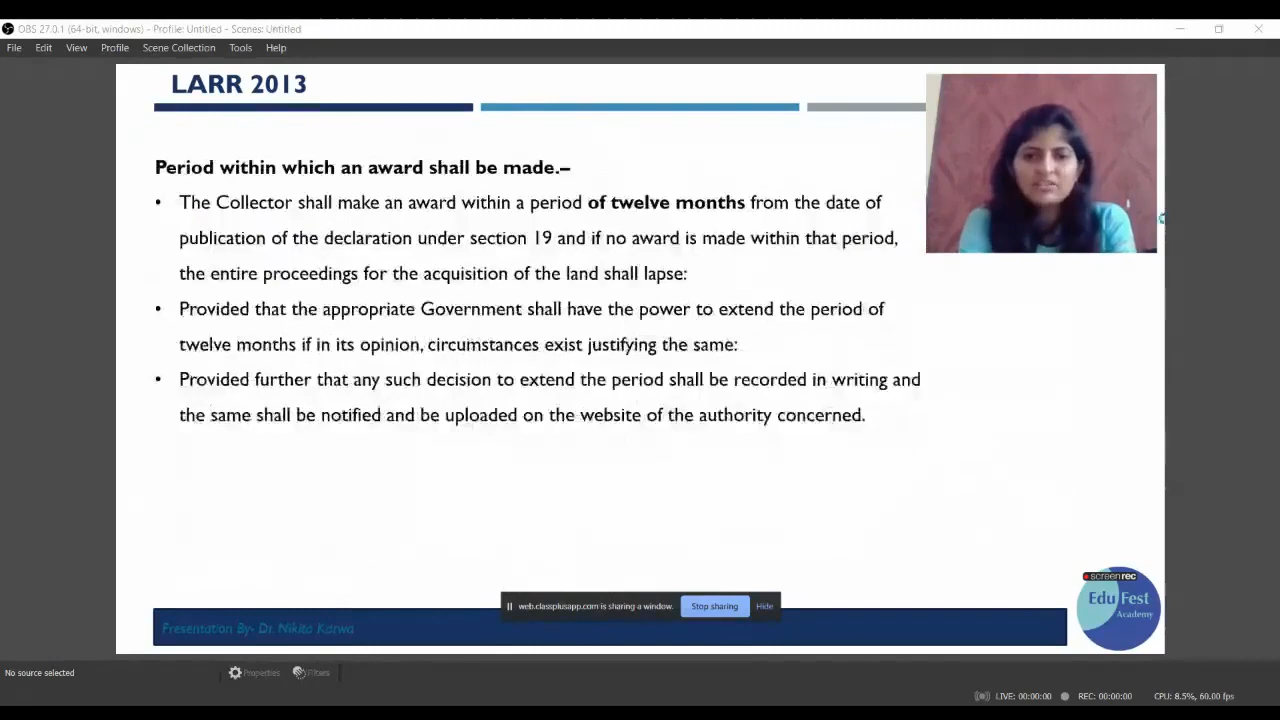 OBS 27.0.1 (64-bit, windows) - Profile: Untitled - Scenes: Untitled
File Edit View Profile Scene Collection Tools Help
LARR 2013
Period within which an award shall be made.–
• The Collector shall make an award within a period of twelve months from the date of
publication of the declaration under section 19 and if no award is made within that period,
the entire proceedings for the acquisition of the land shall lapse:
• Provided that the appropriate Government shall have the power to extend the period of
twelve months if in its opinion, circumstances exist justifying the same:
• Provided further that any such decision to extend the period shall be recorded in writing and
the same shall be notified and be uploaded on the website of the authority concerned.
screenrec
Edu Fest
Academy
web.classplusapp.com is sharing a window. Stop sharing Hide
Presentation By- Dr. Nikita Karwa
No source selected Properties Filters
LIVE: 00:00:00 REC: 00:00:00 CPU: 8.5%, 60.00 fps